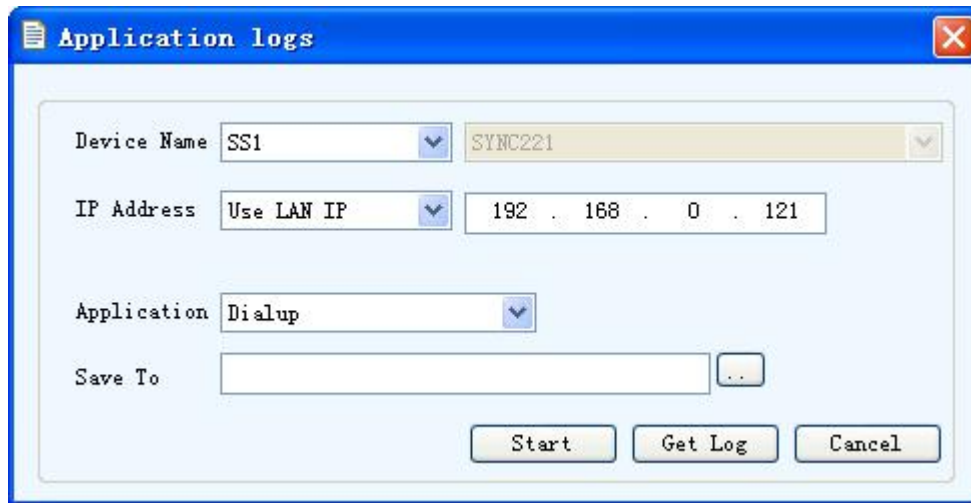 Application logs
Device Name SS1 SYNC221
IP Address Use LAN IP 192 . 168 . 0 . 121
Application Dialup
Save To ..
Start Get Log Cancel